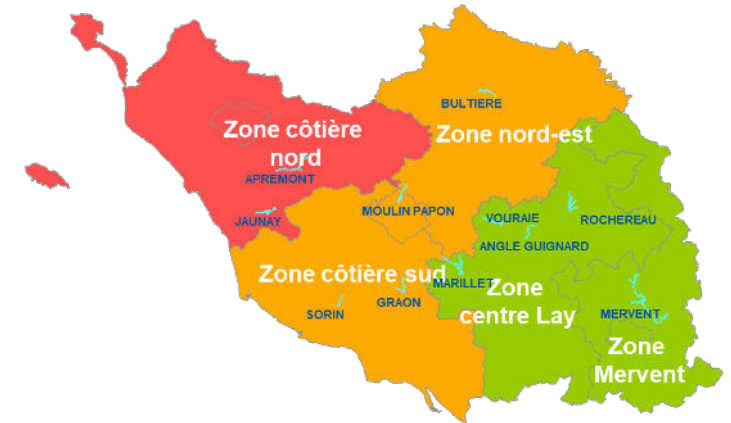 BULTIERE
Zone côtière
nord
Zone nord-est
APREMONT
JAUNAY
MOULIN PAPON
VOURAIE
ROCHEREAU
ANGLE GUIGNARD
Zone côtière sud
MARILLET
Zone
centre Lay
SORIN
GRAON
MERVENT
Zone
Mervent